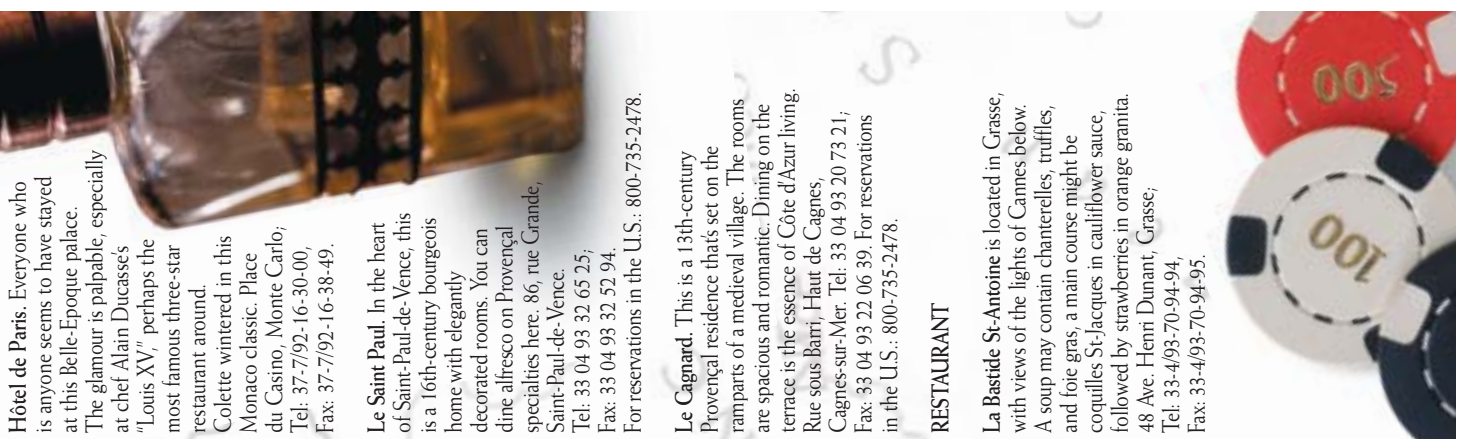 Hôtel de Paris. Everyone who
is anyone seems to have stayed
at this Belle-Epoque palace.
The glamour is palpable, especially
at chef Alain Ducasse's
"Louis XV," perhaps the
most famous three-star
restaurant around.
Colette wintered in this
Monaco classic. Place
du Casino, Monte Carlo;
Tel: 37-7/92-16-30-00,
Fax: 37-7/92-16-38-49.
Le Saint Paul. In the heart
of Saint-Paul-de-Vence, this
is a 16th-century bourgeois
home with elegantly
decorated rooms. You can
dine alfresco on Provençal
specialties here. 86, rue Grande,
Saint-Paul-de-Vence.
Tel: 33 04 93 32 65 25;
Fax: 33 04 93 32 52 94.
For reservations in the U.S.: 800-735-2478.
Le Cagnard. This is a 13th-century
Provençal residence that's set on the
ramparts of a medieval village. The rooms
are spacious and romantic. Dining on the
terrace is the essence of Côte d'Azur living.
Rue sous Barri, Haut de Cagnes,
Cagnes-sur-Mer. Tel: 33 04 93 20 73 21;
Fax: 33 04 93 22 06 39. For reservations
in the U.S.: 800-735-2478.
RESTAURANT
La Bastide St-Antoine is located in Grasse,
with views of the lights of Cannes below.
A soup may contain chanterelles, truffles,
and foie gras, a main course might be
coquilles St-Jacques in cauliflower sauce,
followed by strawberries in orange granita.
48 Ave. Henri Dunant, Grasse;
Tel: 33-4/93-70-94-94,
Fax: 33-4/93-70-94-95.
500
100